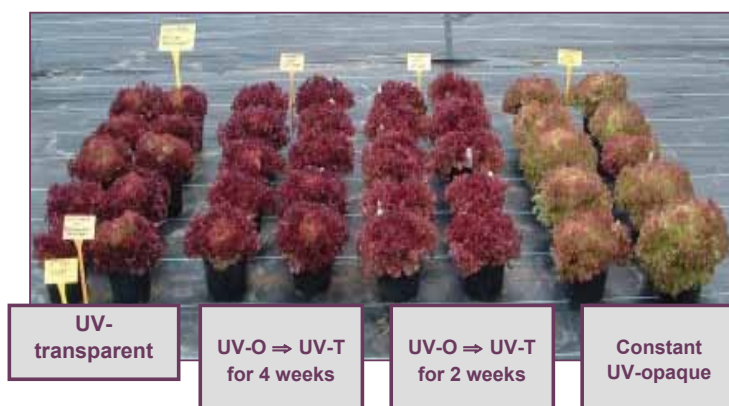 UV-
transparent
UV-O ⇒ UV-T
for 4 weeks
UV-O ⇒ UV-T
for 2 weeks
Constant
UV-opaque